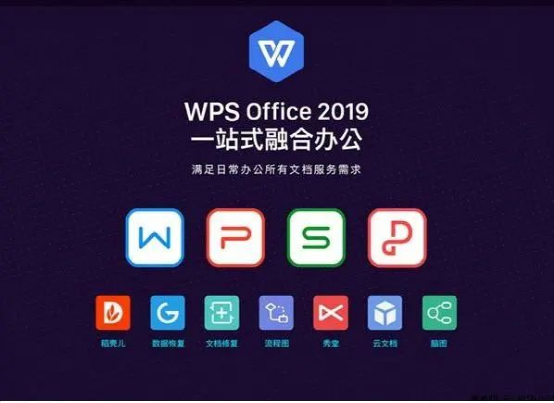 WPS Office 2019
一站式融合办公
满足日常办公所有文档服务需求
W P S
稻壳儿 数据恢复 文档修复 流程图 秀堂 云文档 脑图